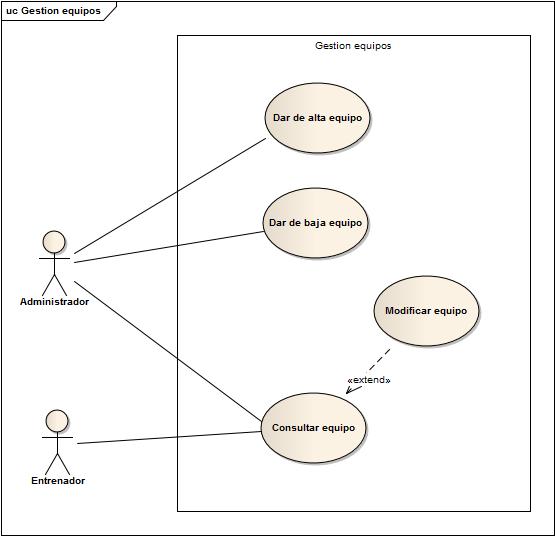 uc Gestion equipos
Gestion equipos
Dar de alta equipo
Dar de baja equipo
Administrador
Modificar equipo
«extend»
Consultar equipo
Entrenador